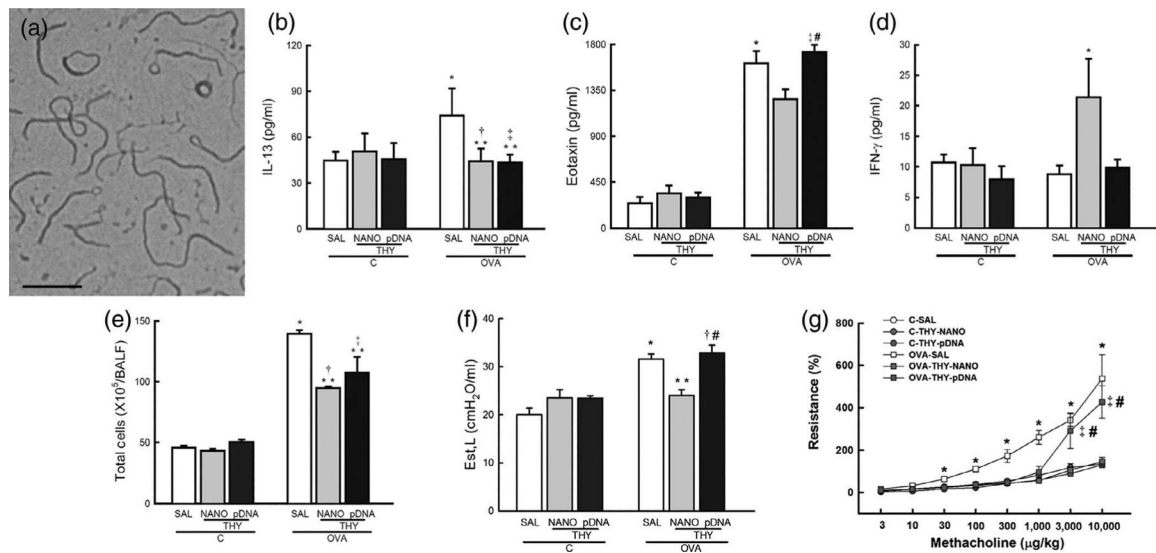 (a)
(b)
IL-13 (pg/ml)
120
90
60
30
0
*
† ‡
** **
SAL NANO pDNA SAL NANO pDNA
THY THY
C OVA
(c)
Eotaxin (pg/ml)
1800
1350
900
450
0
* ‡ #
SAL NANO pDNA SAL NANO pDNA
THY THY
C OVA
(d)
IFN-γ (pg/ml)
30
25
20
15
10
5
0
*
SAL NANO pDNA SAL NANO pDNA
THY THY
C OVA
(e)
Total cells (X10⁵/BALF)
150
100
50
0
*
† ‡
** **
SAL NANO pDNA SAL NANO pDNA
THY THY
C OVA
(f)
Est,L (cmH₂O/ml)
40
30
20
10
0
* ** † #
SAL NANO pDNA SAL NANO pDNA
THY THY
C OVA
(g)
C-SAL
C-THY-NANO
C-THY-pDNA
OVA-SAL
OVA-THY-NANO
OVA-THY-pDNA
Resistance (%)
800
600
400
200
0
* * * * * *
‡ #
‡ #
3 10 30 100 300 1,000 3,000 10,000
Methacholine (µg/kg)